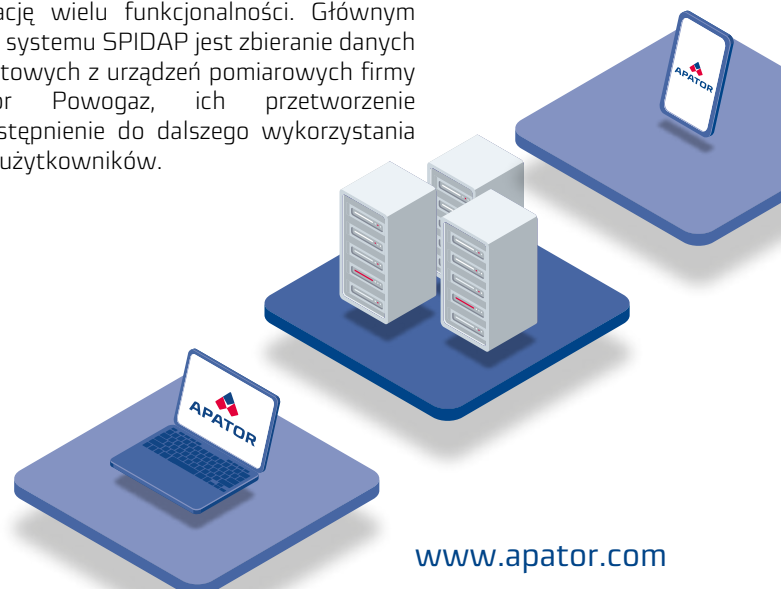 ację wielu funkcjonalności. Głównym
systemu SPIDAP jest zbieranie danych
towych z urządzeń pomiarowych firmy
or Powogaz, ich przetworzenie
stępnienie do dalszego wykorzystania
użytkowników.
APATOR
APATOR
www.apator.com